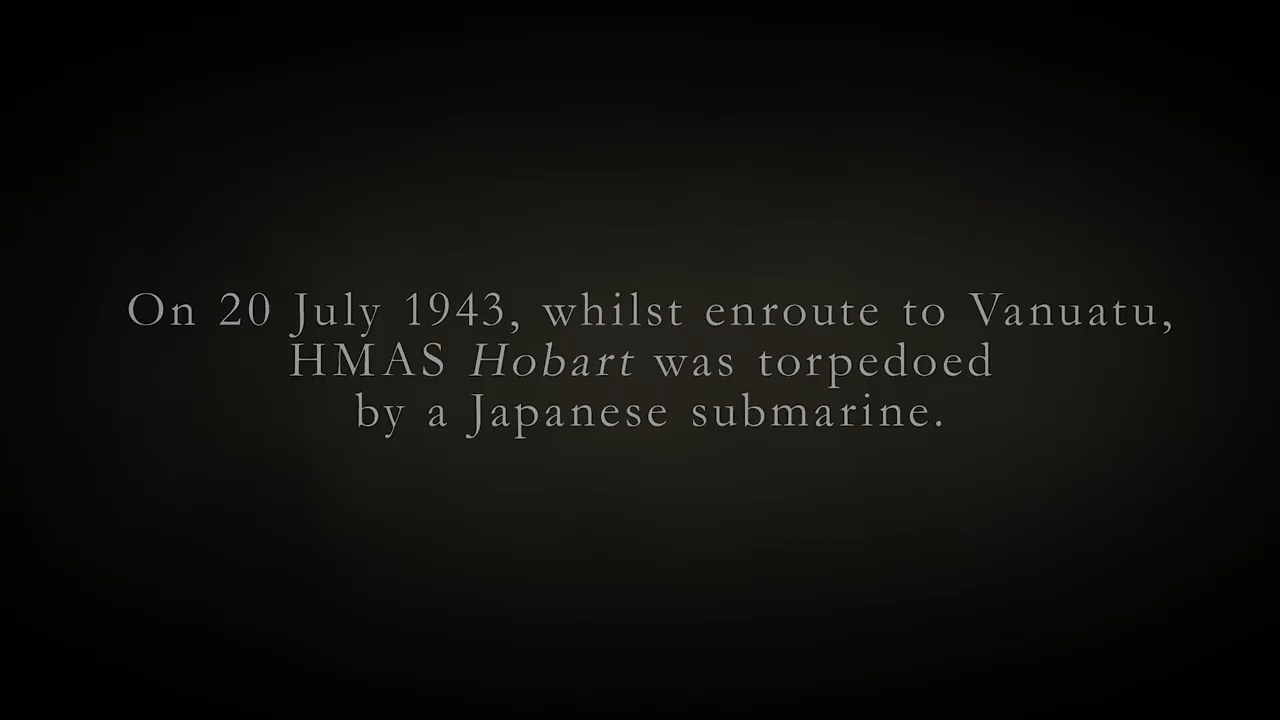 On 20 July 1943, whilst enroute to Vanuatu,
HMAS Hobart was torpedoed
by a Japanese submarine.